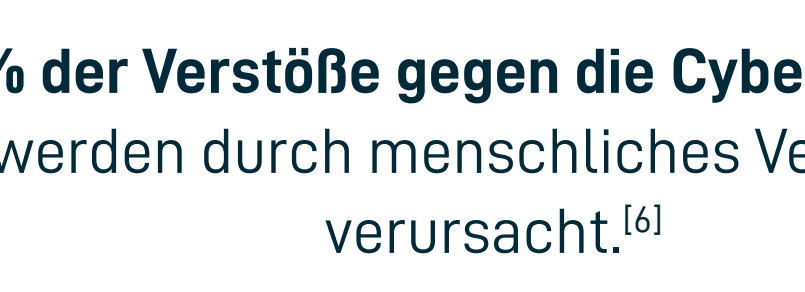 % der Verstöße gegen die Cybe
werden durch menschliches Ve
verursacht.[6]